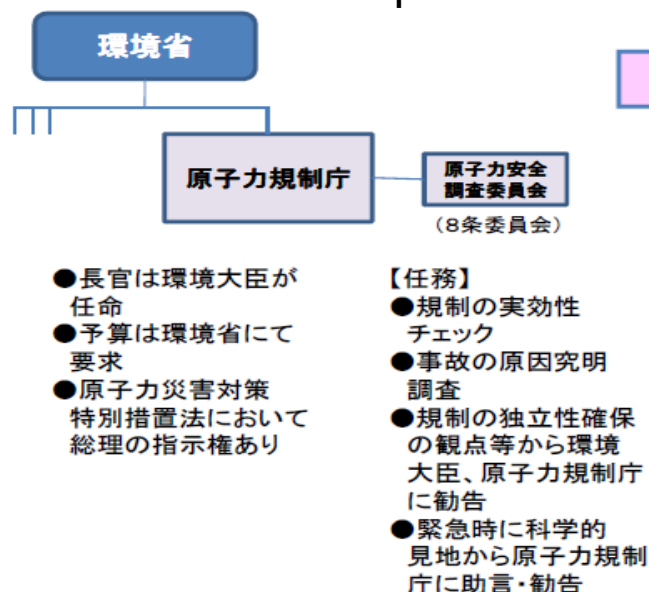 環境省
原子力規制庁
原子力安全
調査委員会
(8条委員会)
●長官は環境大臣が
任命
●予算は環境省にて
要求
●原子力災害対策
特別措置法において
総理の指示権あり
【任務】
●規制の実効性
チェック
●事故の原因究明
調査
●規制の独立性確保
の観点等から環境
大臣、原子力規制庁
に勧告
●緊急時に科学的
見地から原子力規制
庁に助言・勧告